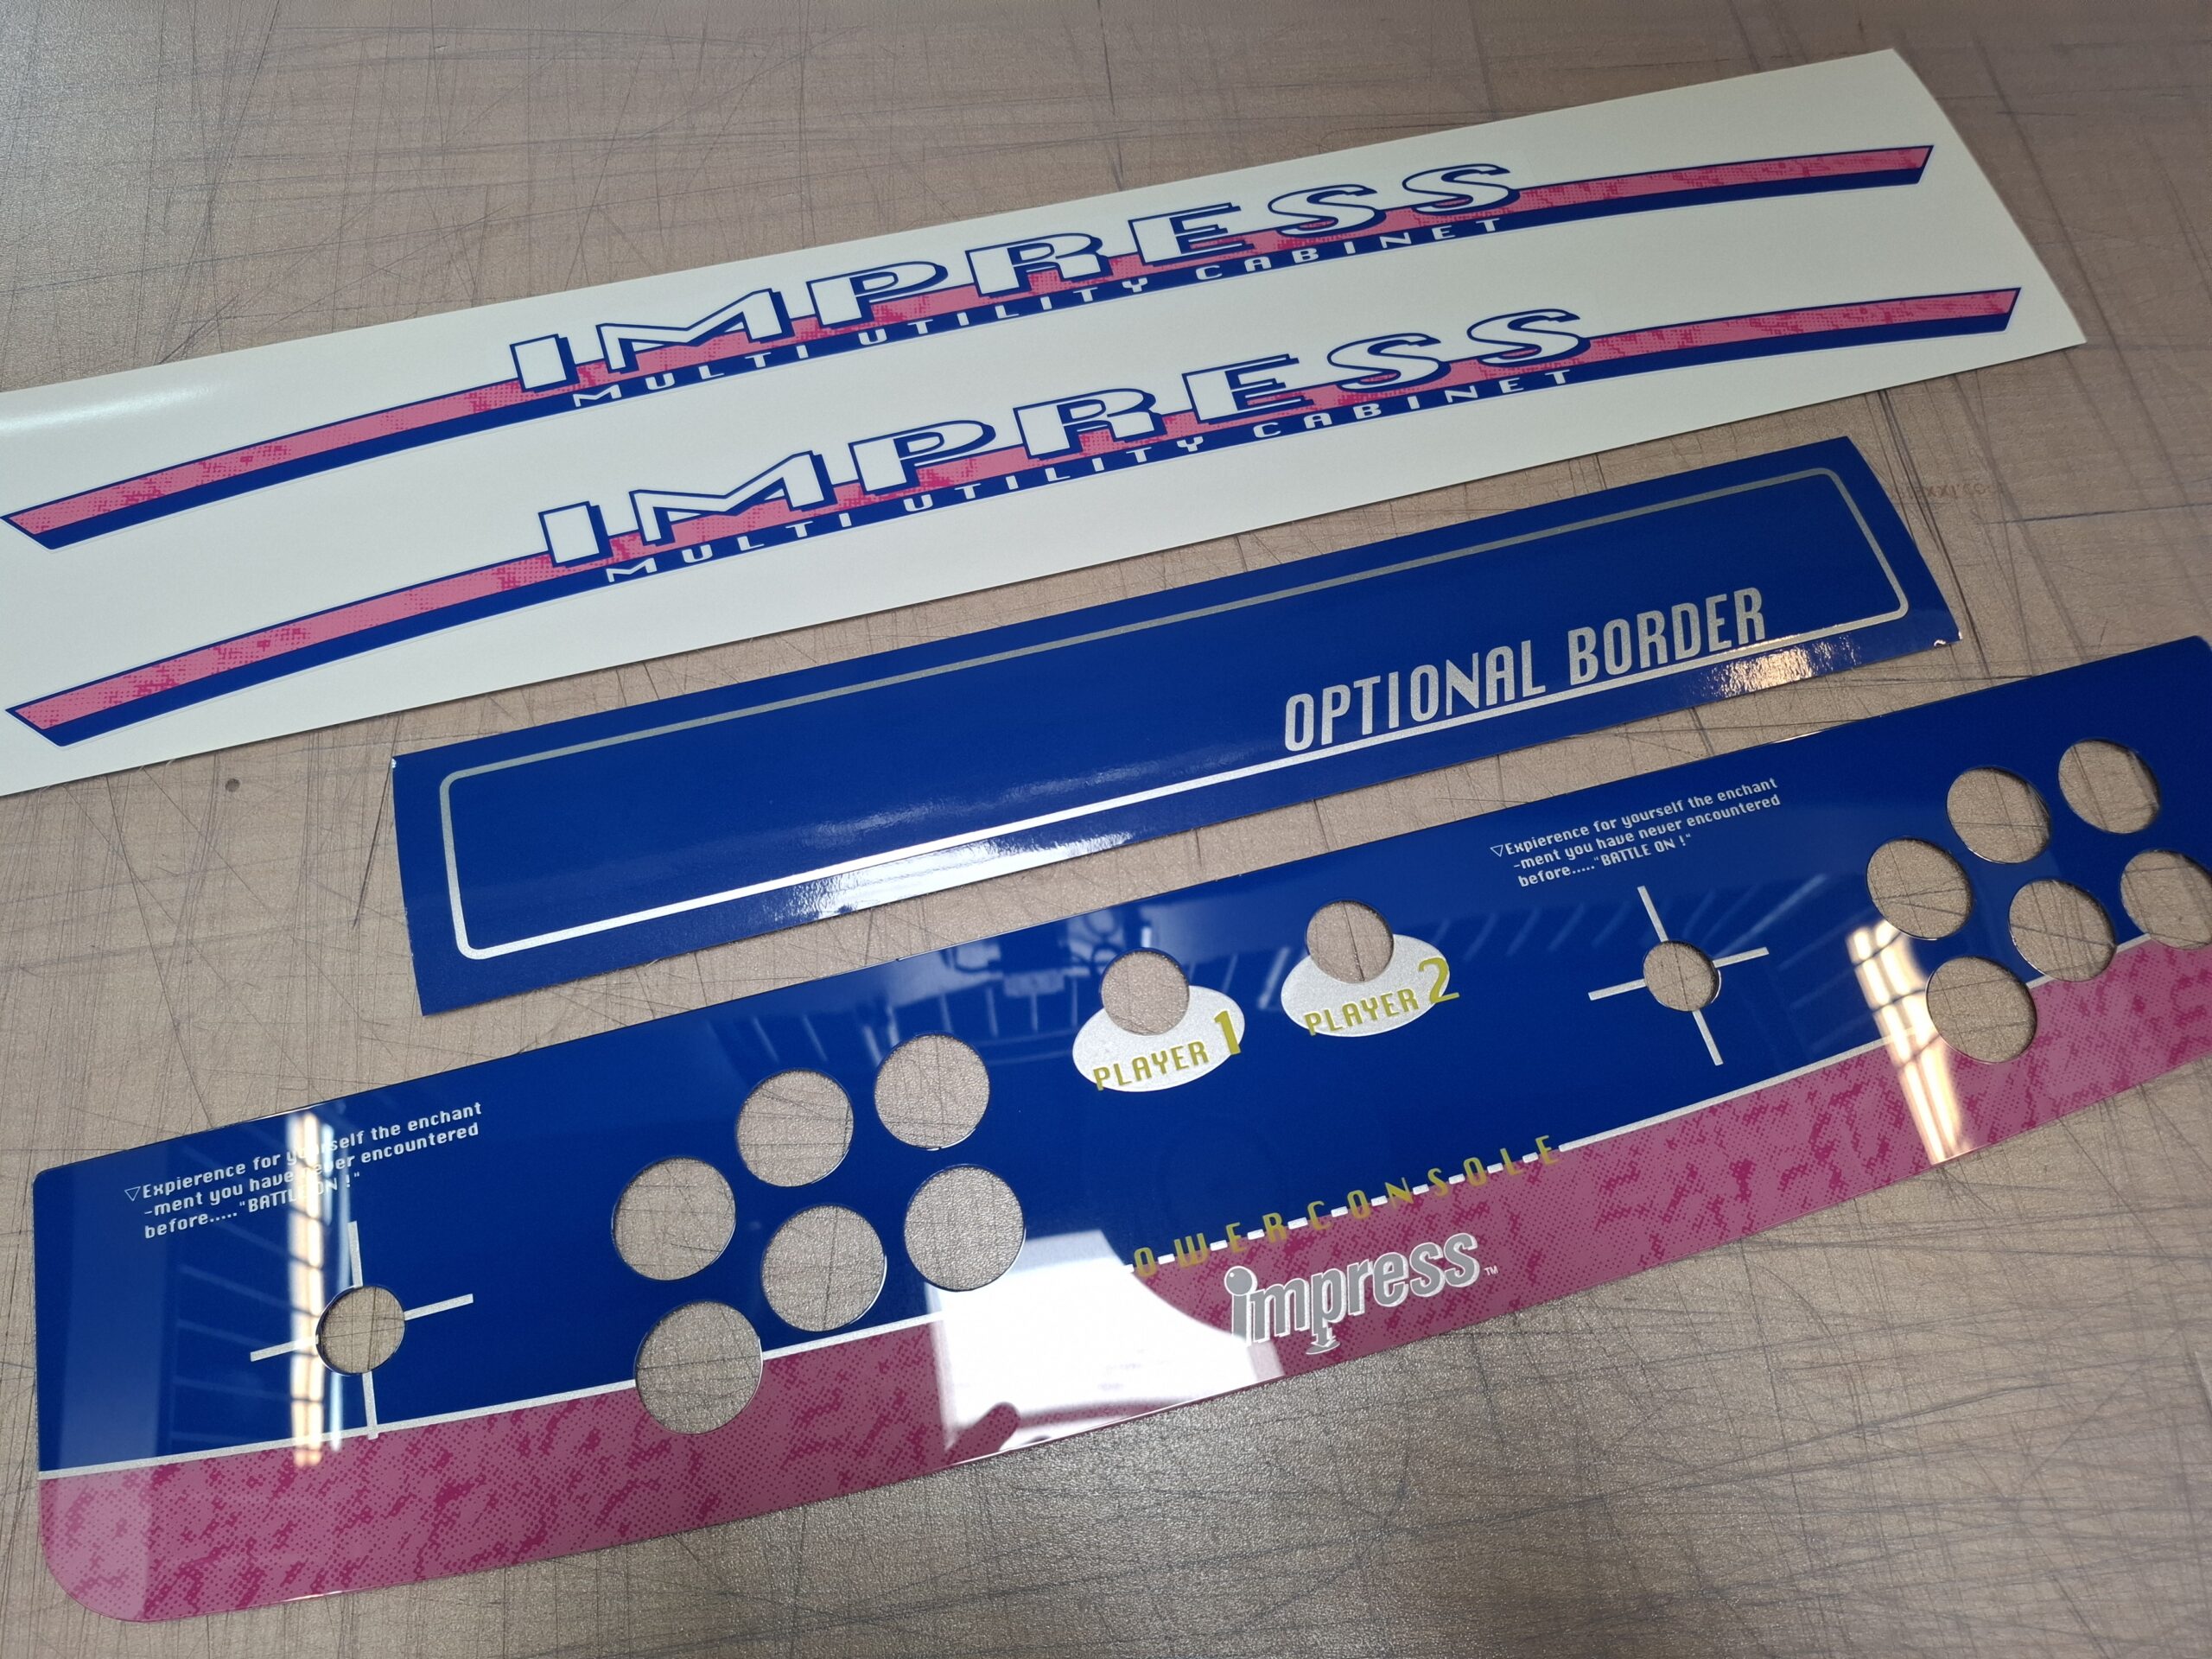 IMPRESS
MULTI UTILITY CABINET
IMPRESS
MULTI UTILITY CABINET
OPTIONAL BORDER
▽Expierence for yourself the enchant
-ment you have never encountered
before....."BATTLE ON !"
PLAYER 1
PLAYER 2
▽Expierence for yourself the enchant
-ment you have never encountered
before....."BATTLE ON !"
O-W-E-R-C-O-N-S-O-L-E
impress™